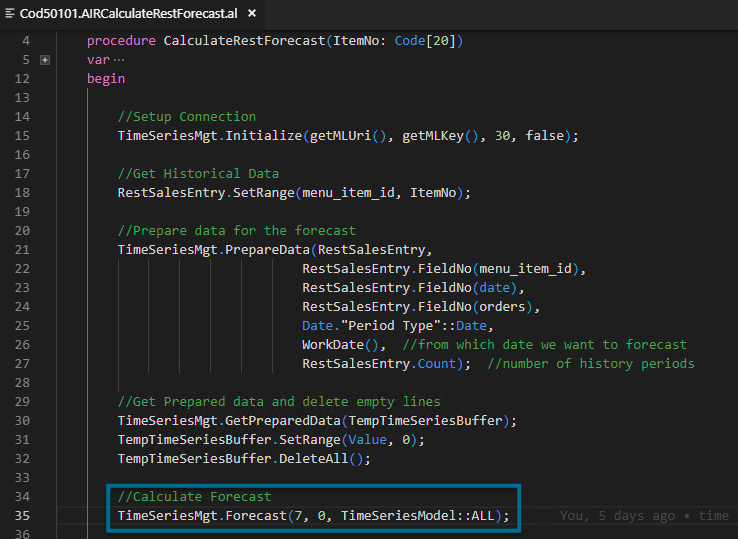 Cod50101.AIRCalculateRestForecast.al ×
4 procedure CalculateRestForecast(ItemNo: Code[20])
5 var ···
12 begin
13
14 //Setup Connection
15 TimeSeriesMgt.Initialize(getMLUri(), getMLKey(), 30, false);
16
17 //Get Historical Data
18 RestSalesEntry.SetRange(menu_item_id, ItemNo);
19
20 //Prepare data for the forecast
21 TimeSeriesMgt.PrepareData(RestSalesEntry,
22 RestSalesEntry.FieldNo(menu_item_id),
23 RestSalesEntry.FieldNo(date),
24 RestSalesEntry.FieldNo(orders),
25 Date."Period Type"::Date,
26 WorkDate(), //from which date we want to forecast
27 RestSalesEntry.Count); //number of history periods
28
29 //Get Prepared data and delete empty lines
30 TimeSeriesMgt.GetPreparedData(TempTimeSeriesBuffer);
31 TempTimeSeriesBuffer.SetRange(Value, 0);
32 TempTimeSeriesBuffer.DeleteAll();
33
34 //Calculate Forecast
35 TimeSeriesMgt.Forecast(7, 0, TimeSeriesModel::ALL); You, 5 days ago • time
36